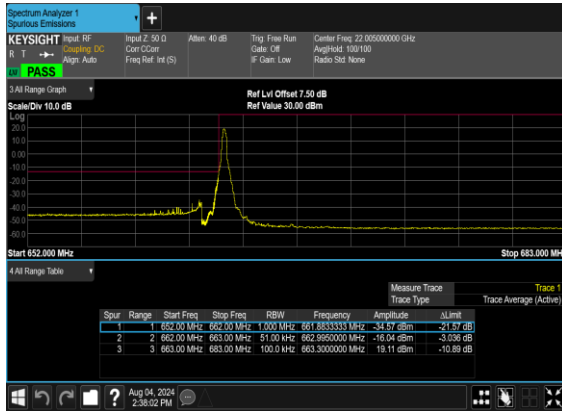 Spectrum Analyzer 1
Spurious Emissions
+
KEYSIGHT Input: RF Input Z: 50 Ω Atten: 40 dB Trig: Free Run Center Freq: 22.005000000 GHz
R T Coupling: DC Corr CCorr Gate: Off Avg|Hold: 100/100
Align: Auto Freq Ref: Int (S) IF Gain: Low Radio Std: None
PASS
3 All Range Graph
Ref Lvl Offset 7.50 dB
Scale/Div 10.0 dB Ref Value 30.00 dBm
Log
20.0
10.0
0.00
-10.0
-20.0
-30.0
-40.0
-50.0
-60.0
Start 652.000 MHz Stop 683.000 MH
4 All Range Table
Measure Trace Trace 1
Trace Type Trace Average (Active)
Spur Range Start Freq Stop Freq RBW Frequency Amplitude ΔLimit
1 1 652.00 MHz 662.00 MHz 1.000 MHz 661.8833333 MHz -34.57 dBm -21.57 dB
2 2 662.00 MHz 663.00 MHz 51.00 kHz 662.9950000 MHz -16.04 dBm -3.036 dB
3 3 663.00 MHz 683.00 MHz 100.0 kHz 663.3000000 MHz 19.11 dBm -10.89 dB
? Aug 04, 2024
2:38:02 PM